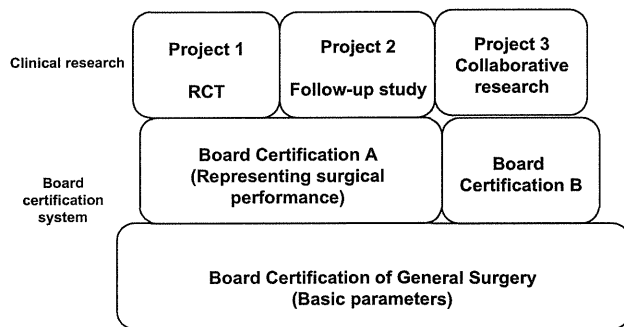 Clinical research
Project 1
RCT
Project 2
Follow-up study
Project 3
Collaborative
research
Board
certification
system
Board Certification A
(Representing surgical
performance)
Board
Certification B
Board Certification of General Surgery
(Basic parameters)